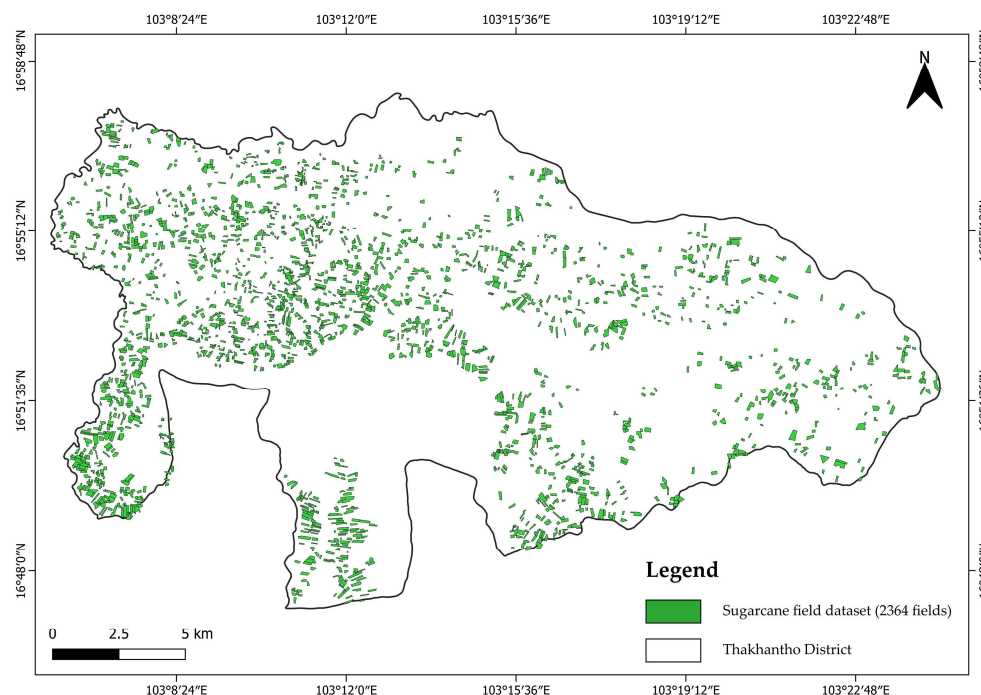 103°8′24″E 103°12′0″E 103°15′36″E 103°19′12″E 103°22′48″E
16°58′48″N
N
16°55′12″N
16°51′35″N
16°48′0″N
Legend
Sugarcane field dataset (2364 fields)
Thakhantho District
0 2.5 5 km
103°8′24″E 103°12′0″E 103°15′36″E 103°19′12″E 103°22′48″E